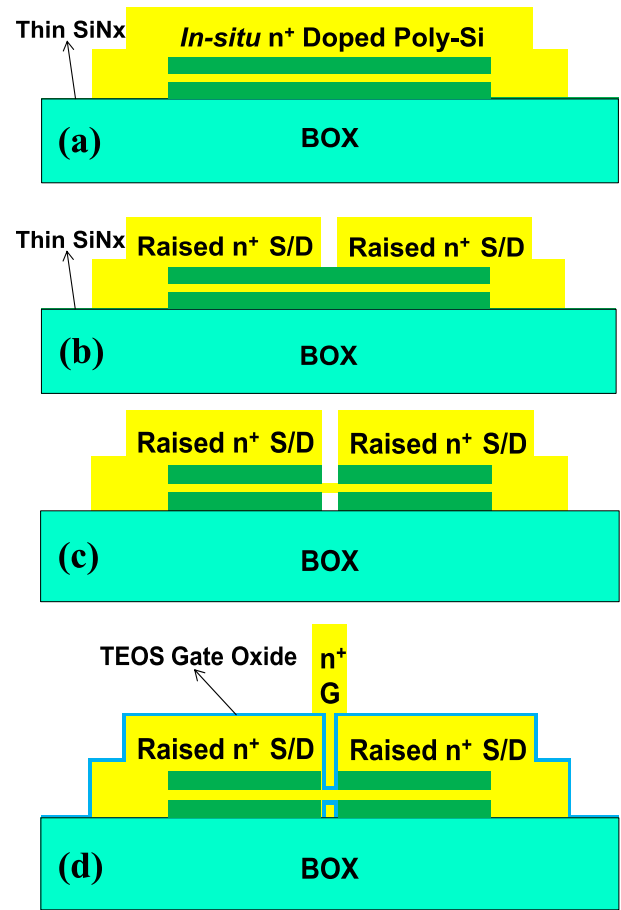 Thin SiNx
In-situ n+ Doped Poly-Si
(a)
BOX
Thin SiNx
Raised n+ S/D
Raised n+ S/D
(b)
BOX
Raised n+ S/D
Raised n+ S/D
(c)
BOX
TEOS Gate Oxide
n+
G
Raised n+ S/D
Raised n+ S/D
(d)
BOX